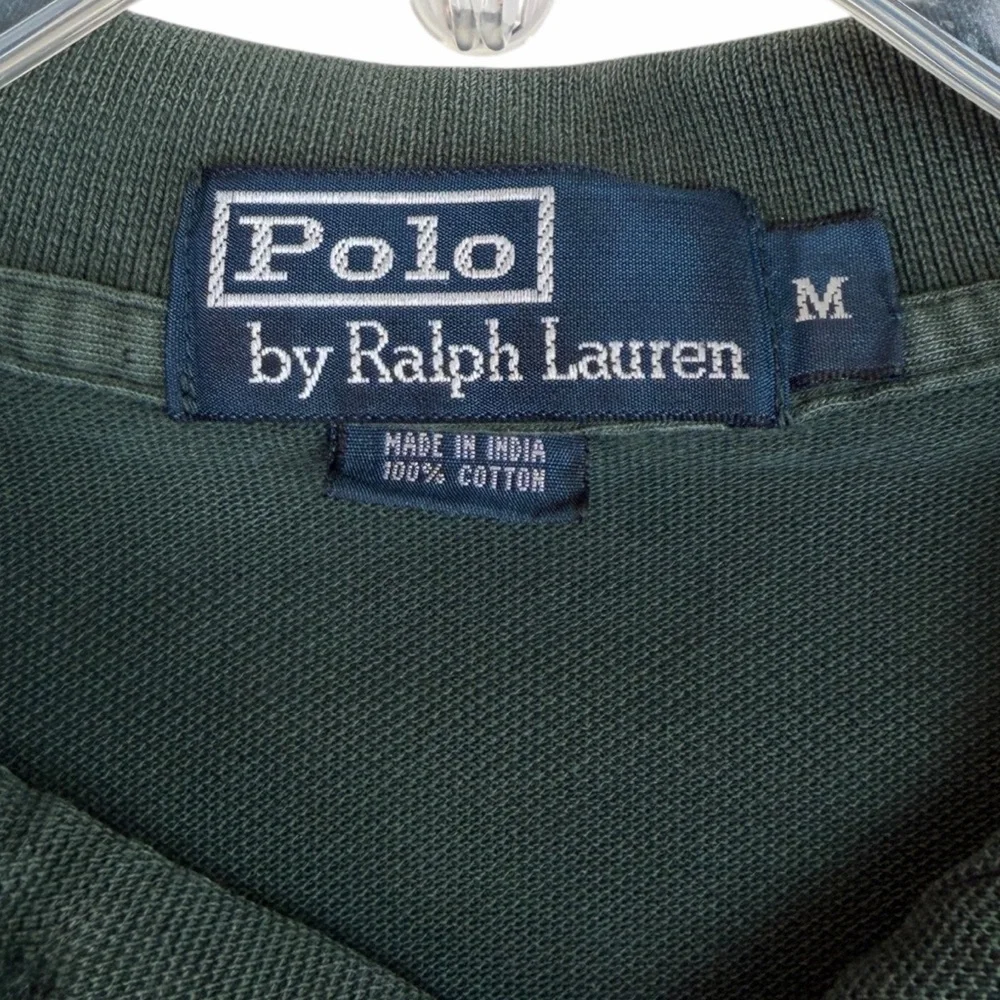 Polo
by Ralph Lauren
M
MADE IN INDIA
100% COTTON